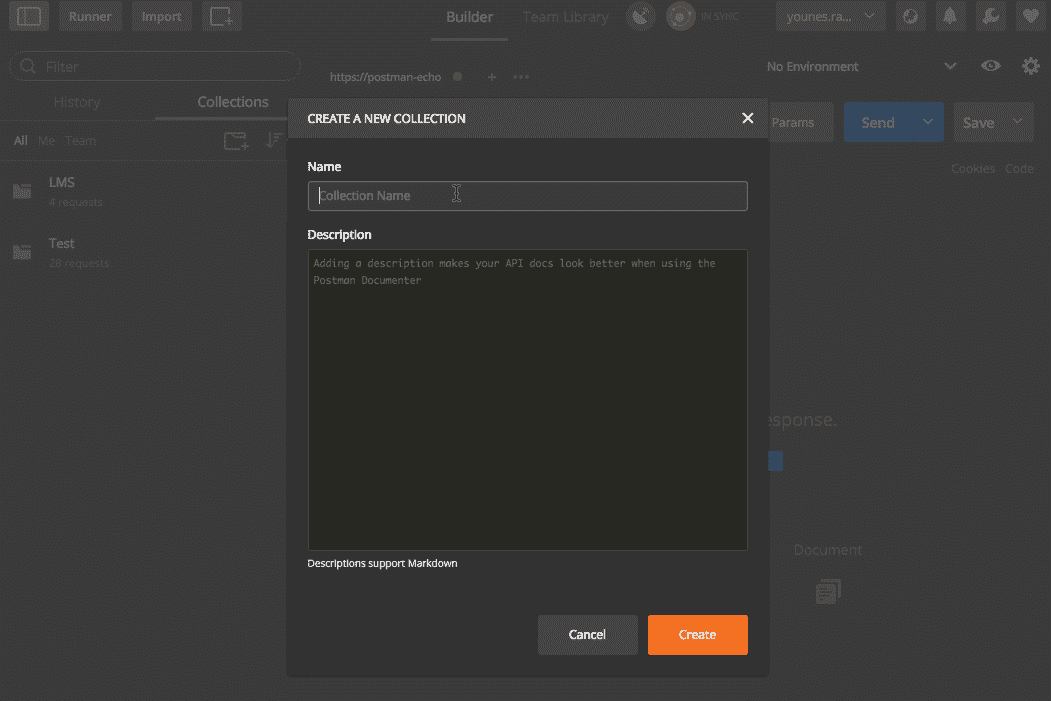 Runner
Import
Builder
Team Library
IN SYNC
younes.ra...
Filter
https://postman-echo
No Environment
History
Collections
CREATE A NEW COLLECTION
Params
Send
Save
All Me Team
Cookies Code
Name
LMS
4 requests
Collection Name
Description
Test
28 requests
Adding a description makes your API docs look better when using the
Postman Documenter
esponse.
Document
Descriptions support Markdown
Cancel
Create